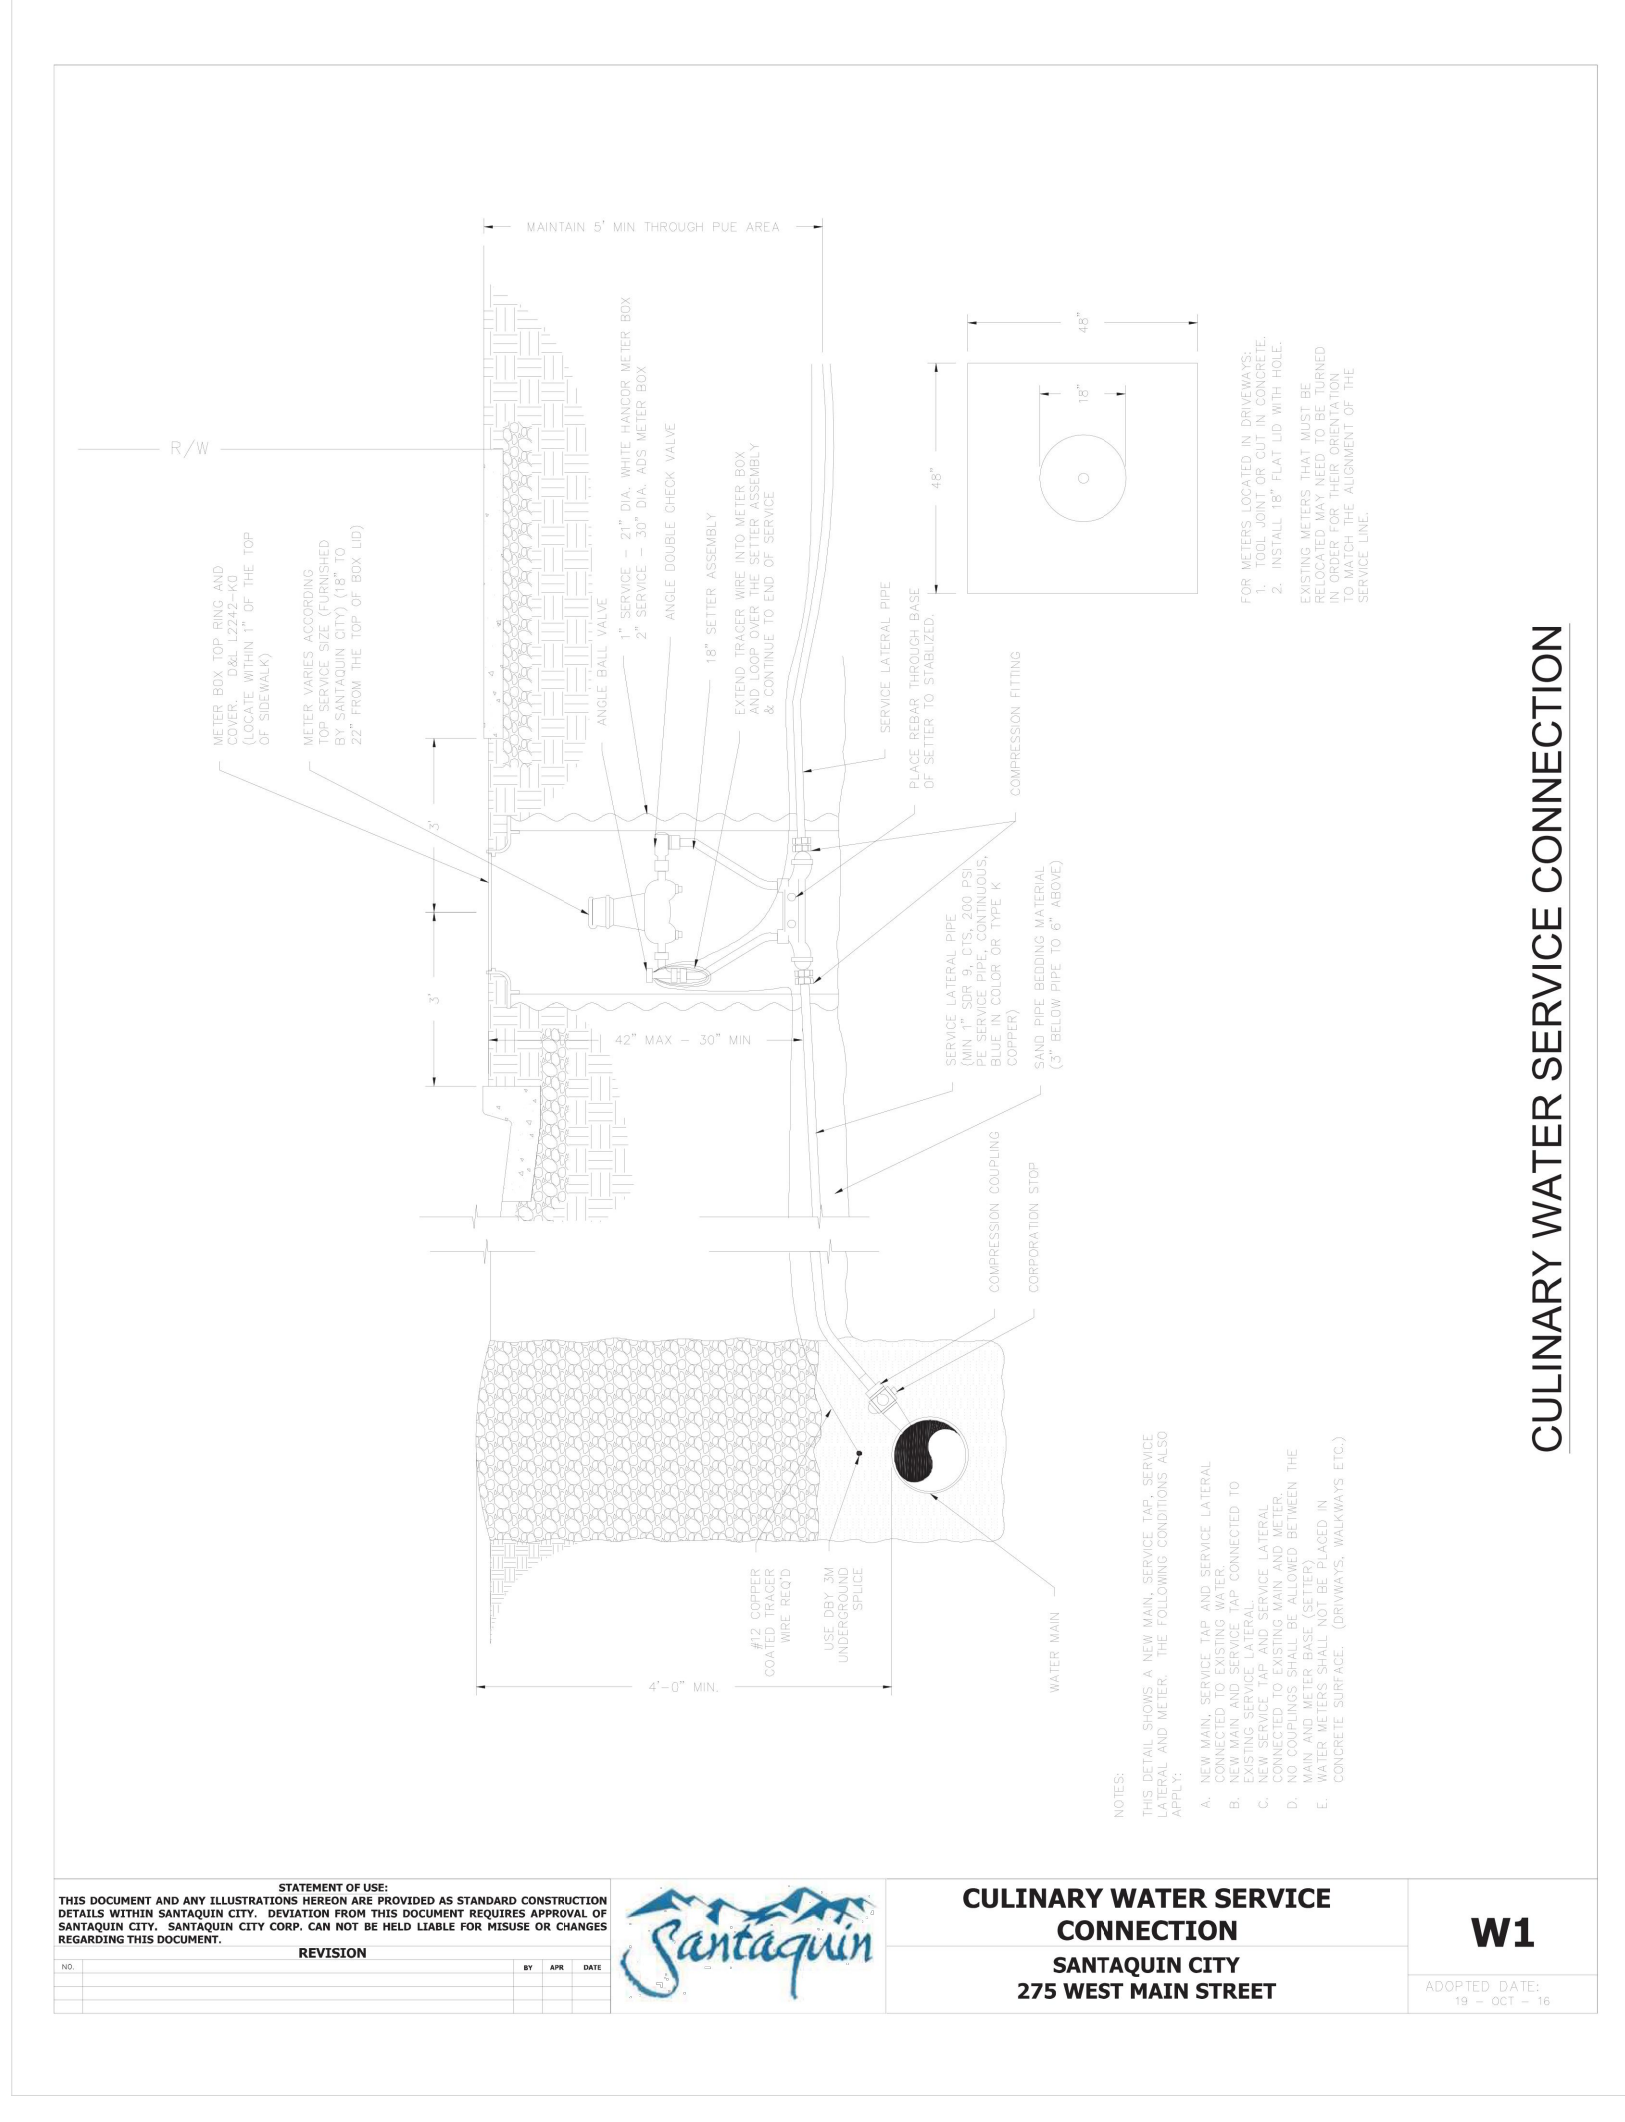 MAINTAIN 5' MIN THROUGH PUE AREA
R/W
METER BOX TOP RING AND
COVER.  D&L L2242-KO
(LOCATE WITHIN 1" OF THE TOP
OF SIDEWALK)
METER VARIES ACCORDING
TOP SERVICE SIZE (FURNISHED
BY SANTAQUIN CITY) (18" TO
22" FROM THE TOP OF BOX LID)
3'
3'
ANGLE BALL VALVE
1" SERVICE - 21" DIA. WHITE HANCOR METER BOX
2" SERVICE - 30" DIA. ADS METER BOX
ANGLE DOUBLE CHECK VALVE
18" SETTER ASSEMBLY
EXTEND TRACER WIRE INTO METER BOX
AND LOOP OVER THE SETTER ASSEMBLY
& CONTINUE TO END OF SERVICE
SERVICE LATERAL PIPE
PLACE REBAR THROUGH BASE
OF SETTER TO STABLIZED.
COMPRESSION FITTING
42" MAX - 30" MIN
SERVICE LATERAL PIPE
(MIN 1" SDR 9, CTS, 200 PSI
PE SERVICE PIPE, CONTINUOUS,
BLUE IN COLOR OR TYPE K
COPPER)
SAND PIPE BEDDING MATERIAL
(3" BELOW PIPE TO 6" ABOVE)
COMPRESSION COUPLING
CORPORATION STOP
48"
48"
18"
FOR METERS LOCATED IN DRIVEWAYS:
1.  TOOL JOINT OR CUT IN CONCRETE.
2.  INSTALL 18" FLAT LID WITH HOLE.
EXISTING METERS THAT MUST BE
RELOCATED MAY NEED TO BE TURNED
IN ORDER FOR THEIR ORIENTATION
TO MATCH THE ALIGNMENT OF THE
SERVICE LINE.
#12 COPPER
COATED TRACER
WIRE REQ'D
USE DBY 3M
UNDERGROUND
SPLICE
4'-0" MIN.
WATER MAIN
NOTES:
THIS DETAIL SHOWS A NEW MAIN, SERVICE TAP, SERVICE
LATERAL AND METER.  THE FOLLOWING CONDITIONS ALSO
APPLY:
A.  NEW MAIN, SERVICE TAP AND SERVICE LATERAL
CONNECTED TO EXISTING WATER.
B.  NEW MAIN AND SERVICE TAP CONNECTED TO
EXISTING SERVICE LATERAL.
C.  NEW SERVICE TAP AND SERVICE LATERAL
CONNECTED TO EXISTING MAIN AND METER.
D.  NO COUPLINGS SHALL BE ALLOWED BETWEEN THE
MAIN AND METER BASE (SETTER)
E.  WATER METERS SHALL NOT BE PLACED IN
CONCRETE SURFACE.  (DRIVWAYS, WALKWAYS ETC.)
CULINARY WATER SERVICE CONNECTION
STATEMENT OF USE:
THIS DOCUMENT AND ANY ILLUSTRATIONS HEREON ARE PROVIDED AS STANDARD CONSTRUCTION
DETAILS WITHIN SANTAQUIN CITY.  DEVIATION FROM THIS DOCUMENT REQUIRES APPROVAL OF
SANTAQUIN CITY.  SANTAQUIN CITY CORP. CAN NOT BE HELD LIABLE FOR MISUSE OR CHANGES
REGARDING THIS DOCUMENT.
REVISION
NO. BY APR DATE
Santaquin
CULINARY WATER SERVICE
CONNECTION
SANTAQUIN CITY
275 WEST MAIN STREET
W1
ADOPTED DATE:
19 - OCT - 16